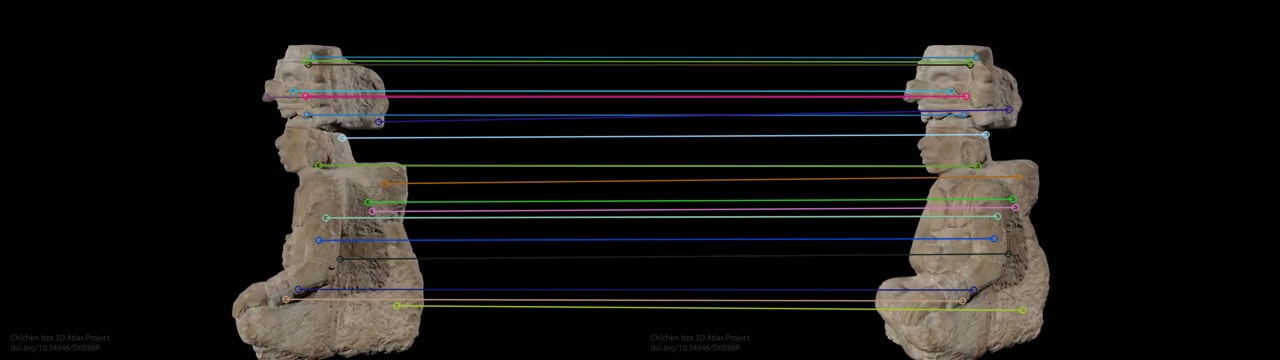 Chichen Itza 3D Atlas Project
doi.org/10.34946/D6B88P
Chichen Itza 3D Atlas Project
doi.org/10.34946/D6B88P